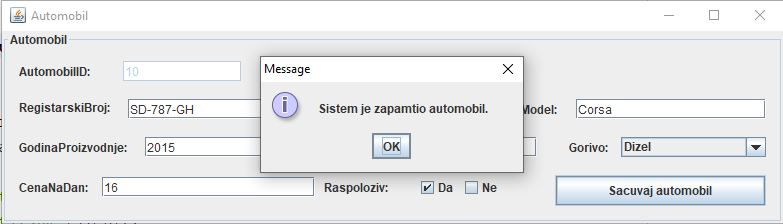 Automobil
Automobil
AutomobilID: 10
Message
RegistarskiBroj: SD-787-GH
Sistem je zapamtio automobil.
Model: Corsa
GodinaProizvodnje: 2015
OK
Gorivo: Dizel
CenaNaDan: 16
Raspoloziv: Da Ne
Sacuvaj automobil